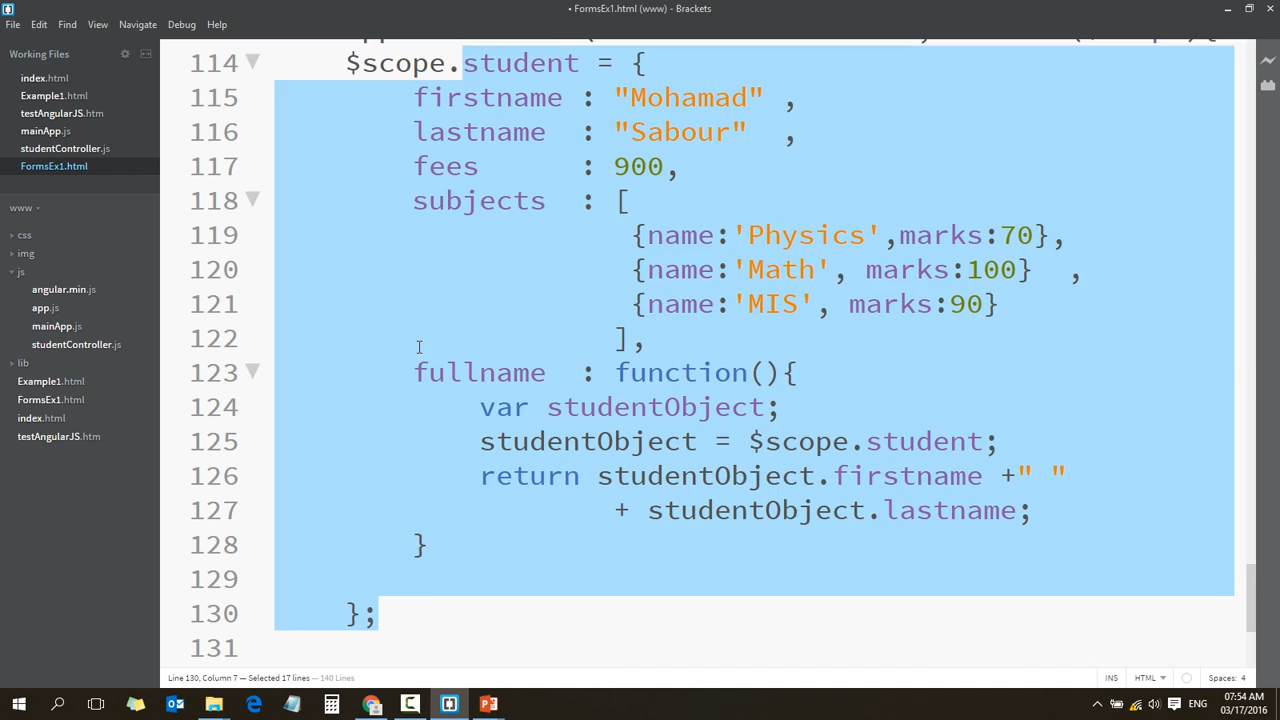 • FormsEx1.html (www) - Brackets
File Edit Find View Navigate Debug Help
Working Files
index.html
Example1.html
testAngularJS.htm
mainApp.js
studentController.js
FormsEx1.html
www
css
img
js
angular.min.js
app.js
mainApp.js
studentController.js
lib
Example1.html
FormsEx1.html
index.html
testAngularJS.htm
114 $scope.student = {
115 firstname : "Mohamad" ,
116 lastname : "Sabour" ,
117 fees : 900,
118 subjects : [
119 {name:'Physics',marks:70},
120 {name:'Math', marks:100} ,
121 {name:'MIS', marks:90}
122 ],
123 fullname : function(){
124 var studentObject;
125 studentObject = $scope.student;
126 return studentObject.firstname +" "
127 + studentObject.lastname;
128 }
129
130 };
131
Line 130, Column 7 — Selected 17 lines — 140 Lines
INS HTML Spaces: 4
07:54 AM
03/17/2016